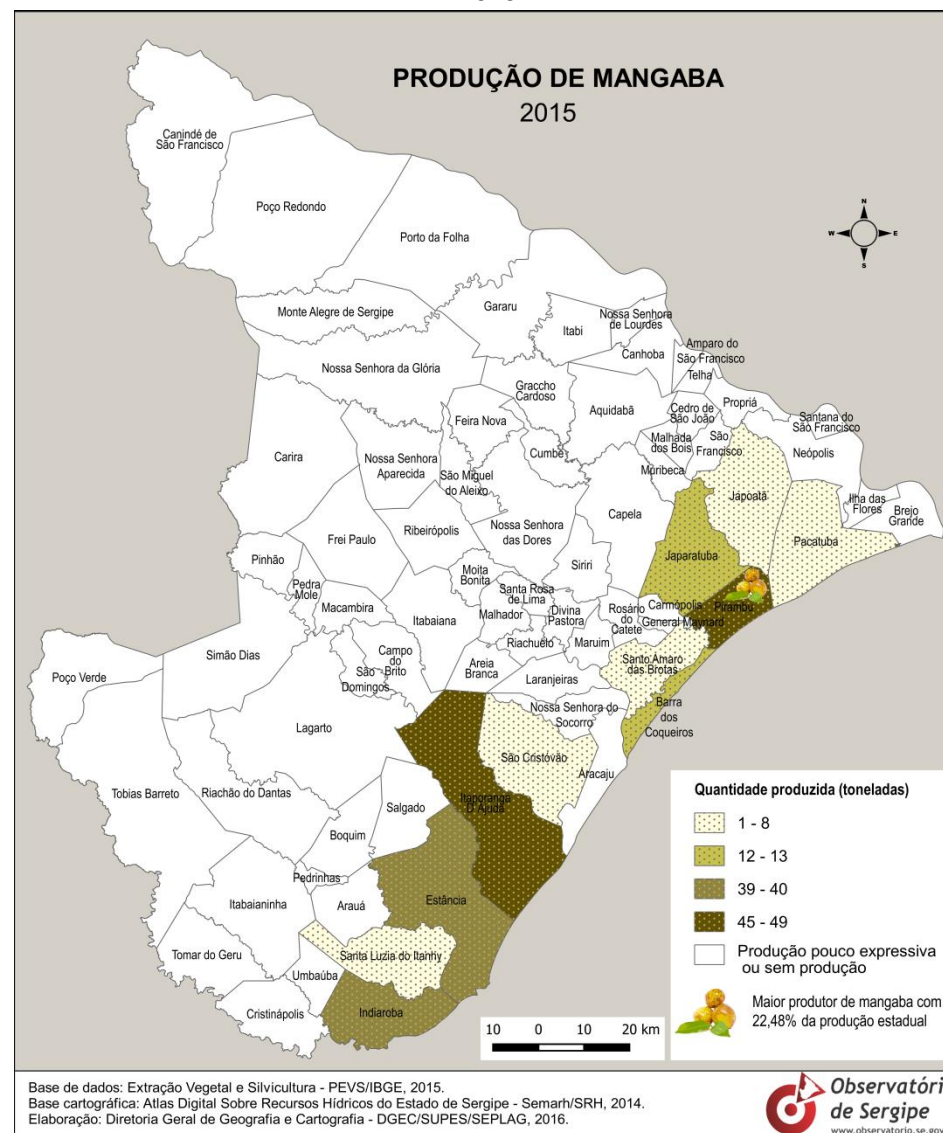 PRODUÇÃO DE MANGABA
2015
Canindé de
São Francisco
Poço Redondo
Porto da Folha
N
W
E
S
Monte Alegre de Sergipe
Gararu
Itabi
Nossa Senhora
de Lourdes
Canhoba
Amparo do
São Francisco
Telha
Nossa Senhora da Glória
Graccho
Cardoso
Aquidabã
Cedro de
São João
Propriá
Santana do
São Francisco
Feira Nova
Malhada
dos Bois
São
Francisco
Neópolis
Carira
Nossa Senhora
Aparecida
São Miguel
do Aleixo
Cumbe
Muribeca
Japoatã
Ilha das
Flores
Brejo
Grande
Capela
Pacatuba
Frei Paulo
Ribeirópolis
Nossa Senhora
das Dores
Japaratuba
Pinhão
Siriri
Pedra
Mole
Moita
Bonita
Santa Rosa
de Lima
Macambira
Malhador
Divina
Pastora
Rosário
do
Catete
Carmópolis
General Maynard
Pirambu
Itabaiana
Riachuelo
Maruim
Simão Dias
Campo
do
Brito
São
Domingos
Areia
Branca
Laranjeiras
Santo Amaro
das Brotas
Poço Verde
Nossa Senhora do
Socorro
Barra
dos
Coqueiros
Lagarto
São Cristóvão
Aracaju
Tobias Barreto
Riachão do Dantas
Itaporanga
D'Ajuda
Salgado
Boquim
Pedrinhas
Itabaianinha
Arauá
Estância
Tomar do Geru
Santa Luzia do Itanhy
Umbaúba
Cristinápolis
Indiaroba
Quantidade produzida (toneladas)
1 - 8
12 - 13
39 - 40
45 - 49
Produção pouco expressiva
ou sem produção
Maior produtor de mangaba com
22,48% da produção estadual
10 0 10 20 km
Base de dados: Extração Vegetal e Silvicultura - PEVS/IBGE, 2015.
Base cartográfica: Atlas Digital Sobre Recursos Hídricos do Estado de Sergipe - Semarh/SRH, 2014.
Elaboração: Diretoria Geral de Geografia e Cartografia - DGEC/SUPES/SEPLAG, 2016.
Observatóri
de Sergipe
www.observatorio.se.gov